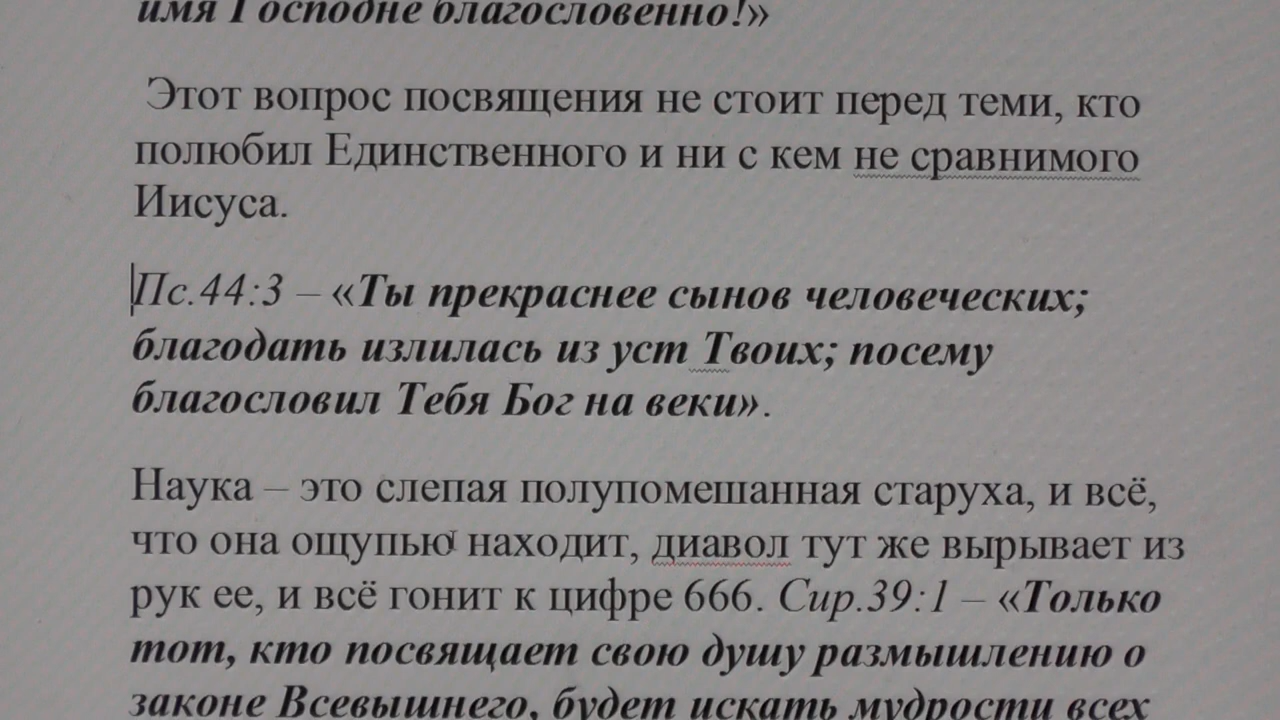 имя Господне благословенно!»
Этот вопрос посвящения не стоит перед теми, кто
полюбил Единственного и ни с кем не сравнимого
Иисуса.
Пс.44:3 – «Ты прекраснее сынов человеческих;
благодать излилась из уст Твоих; посему
благословил Тебя Бог на веки».
Наука – это слепая полупомешанная старуха, и всё,
что она ощупью находит, диавол тут же вырывает из
рук ее, и всё гонит к цифре 666. Сир.39:1 – «Только
тот, кто посвящает свою душу размышлению о
законе Всевышнего, будет искать мудрости всех